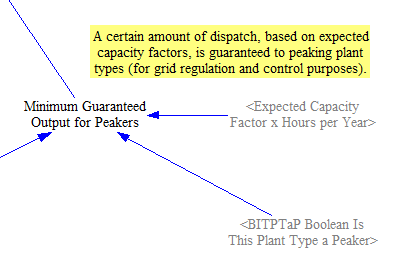 A certain amount of dispatch, based on expected
capacity factors, is guaranteed to peaking plant
types (for grid regulation and control purposes).
Minimum Guaranteed
Output for Peakers
<Expected Capacity
Factor x Hours per Year>
<BITPTaP Boolean Is
This Plant Type a Peaker>